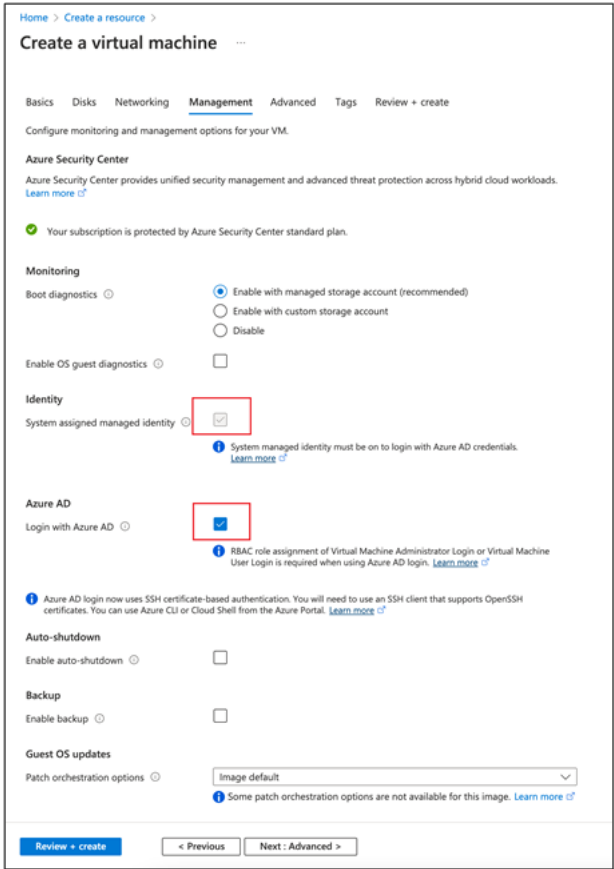 Home > Create a resource >
Create a virtual machine ...
Basics Disks Networking Management Advanced Tags Review + create
Configure monitoring and management options for your VM.
Azure Security Center
Azure Security Center provides unified security management and advanced threat protection across hybrid cloud workloads.
Learn more
Your subscription is protected by Azure Security Center standard plan.
Monitoring
Boot diagnostics
Enable with managed storage account (recommended)
Enable with custom storage account
Disable
Enable OS guest diagnostics
Identity
System assigned managed identity
System managed identity must be on to login with Azure AD credentials.
Learn more
Azure AD
Login with Azure AD
RBAC role assignment of Virtual Machine Administrator Login or Virtual Machine
User Login is required when using Azure AD login. Learn more
Azure AD login now uses SSH certificate-based authentication. You will need to use an SSH client that supports OpenSSH
certificates. You can use Azure CLI or Cloud Shell from the Azure Portal. Learn more
Auto-shutdown
Enable auto-shutdown
Backup
Enable backup
Guest OS updates
Patch orchestration options
Image default
Some patch orchestration options are not available for this image. Learn more
Review + create
< Previous
Next : Advanced >